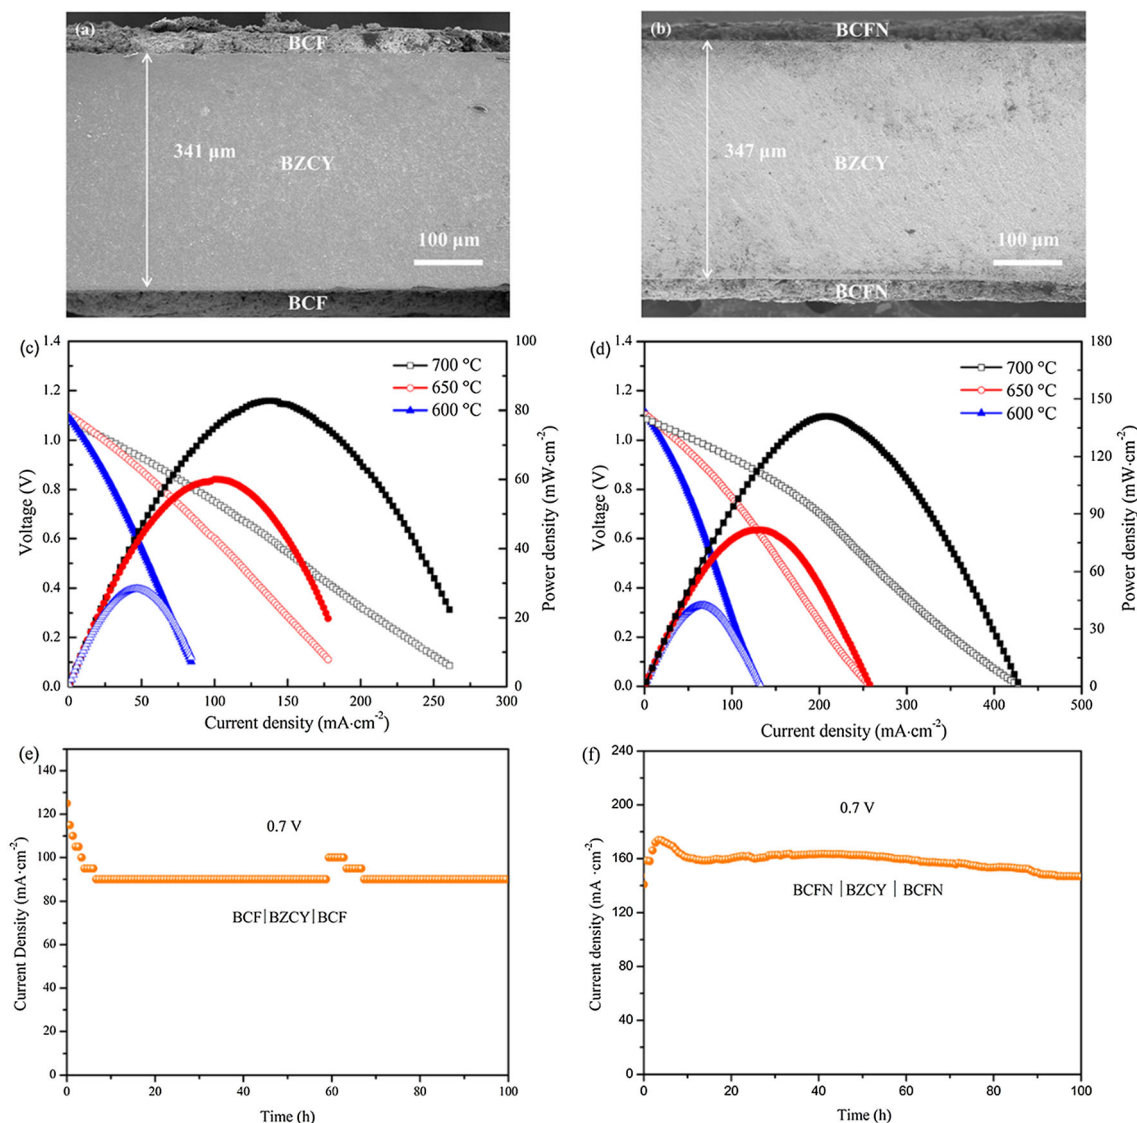 (a)
BCF
341 μm
BZCY
100 μm
BCF
(b)
BCFN
347 μm
BZCY
100 μm
BCFN
(c)
1.4
1.2
1.0
0.8
0.6
0.4
0.2
0.0
Voltage (V)
100
80
60
40
20
0
Power density (mW·cm-2)
700 °C
650 °C
600 °C
0 50 100 150 200 250 300
Current density (mA·cm-2)
(d)
1.4
1.2
1.0
0.8
0.6
0.4
0.2
0.0
Voltage (V)
180
150
120
90
60
30
0
Power density (mW·cm-2)
700 °C
650 °C
600 °C
0 100 200 300 400 500
Current density (mA·cm-2)
(e)
140
120
100
80
60
40
20
0
Current Density (mA·cm-2)
0.7 V
BCF|BZCY|BCF
0 20 40 60 80 100
Time (h)
(f)
240
200
160
120
80
40
0
Current density (mA ·cm-2)
0.7 V
BCFN | BZCY | BCFN
0 20 40 60 80 100
Time (h)